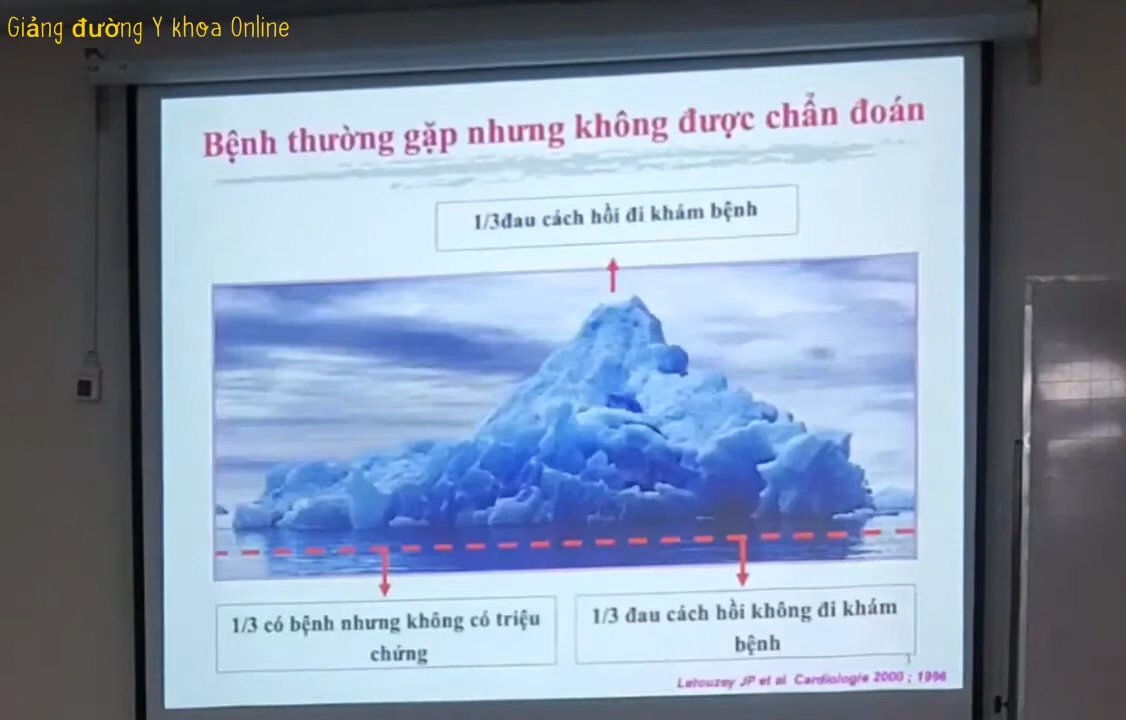 Giảng đường Y khoa Online
Bệnh thường gặp nhưng không được chẩn đoán
1/3đau cách hồi đi khám bệnh
1/3 có bệnh nhưng không có triệu
chứng
1/3 đau cách hồi không đi khám
bệnh
3
Letouzey JP et al Cardiologie 2000 ; 1996